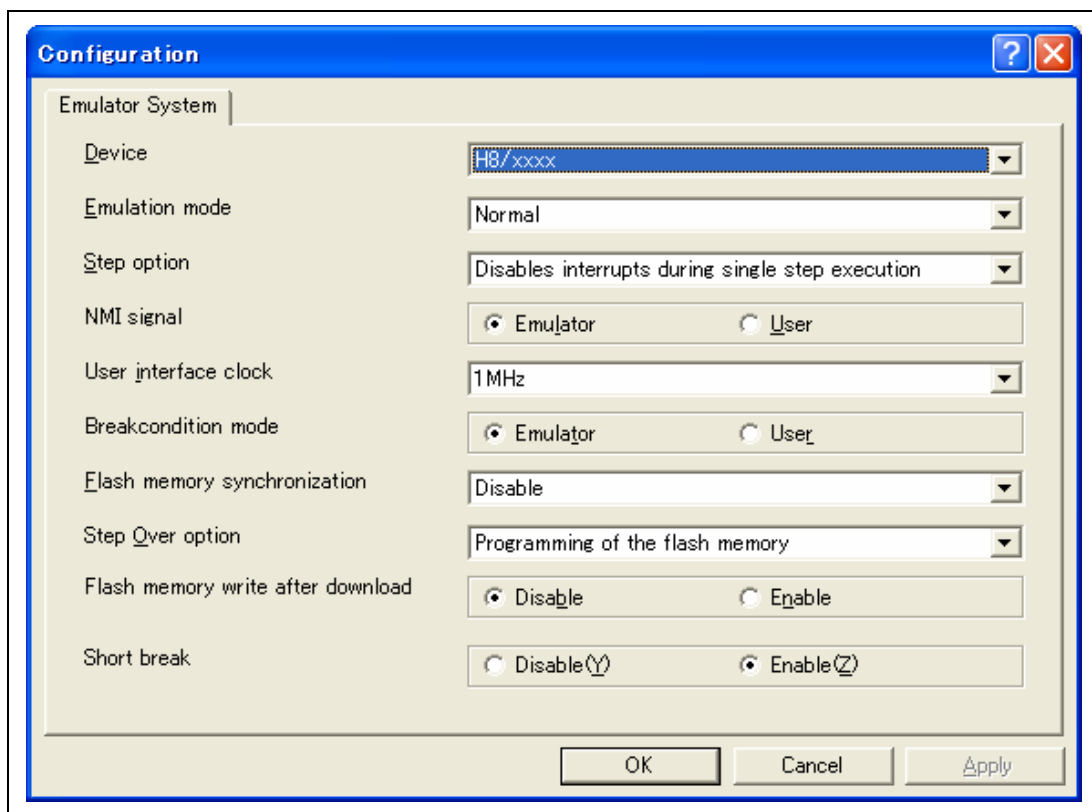 Configuration
Emulator System
Device H8/xxxx
Emulation mode Normal
Step option Disables interrupts during single step execution
NMI signal Emulator User
User interface clock 1MHz
Breakcondition mode Emulator User
Flash memory synchronization Disable
Step Over option Programming of the flash memory
Flash memory write after download Disable Enable
Short break Disable(Y) Enable(Z)
OK Cancel Apply